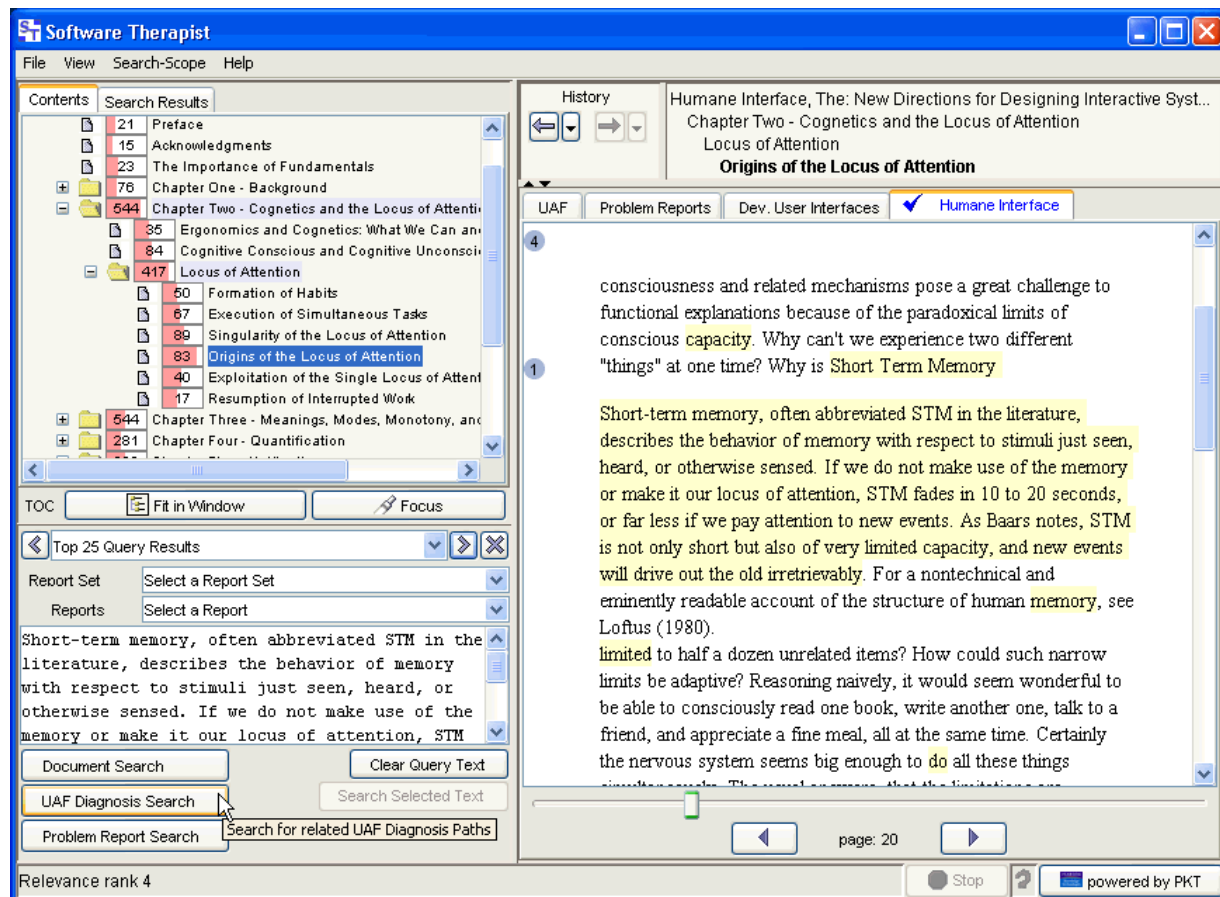 Software Therapist
File View Search-Scope Help
Contents Search Results
21 Preface
15 Acknowledgments
23 The Importance of Fundamentals
76 Chapter One - Background
544 Chapter Two - Cognetics and the Locus of Attenti
35 Ergonomics and Cognetics: What We Can an
84 Cognitive Conscious and Cognitive Unconsci
417 Locus of Attention
50 Formation of Habits
67 Execution of Simultaneous Tasks
89 Singularity of the Locus of Attention
83 Origins of the Locus of Attention
40 Exploitation of the Single Locus of Attent
17 Resumption of Interrupted Work
544 Chapter Three - Meanings, Modes, Monotony, and
281 Chapter Four - Quantification
TOC Fit in Window Focus
Top 25 Query Results
Report Set Select a Report Set
Reports Select a Report
Short-term memory, often abbreviated STM in the
literature, describes the behavior of memory
with respect to stimuli just seen, heard, or
otherwise sensed. If we do not make use of the
memory or make it our locus of attention, STM
Document Search Clear Query Text
UAF Diagnosis Search Search Selected Text
Search for related UAF Diagnosis Paths
Problem Report Search
History
Humane Interface, The: New Directions for Designing Interactive Syst...
Chapter Two - Cognetics and the Locus of Attention
Locus of Attention
Origins of the Locus of Attention
UAF Problem Reports Dev. User Interfaces Humane Interface
4
consciousness and related mechanisms pose a great challenge to
functional explanations because of the paradoxical limits of
conscious capacity. Why can't we experience two different
1 "things" at one time? Why is Short Term Memory
Short-term memory, often abbreviated STM in the literature,
describes the behavior of memory with respect to stimuli just seen,
heard, or otherwise sensed. If we do not make use of the memory
or make it our locus of attention, STM fades in 10 to 20 seconds,
or far less if we pay attention to new events. As Baars notes, STM
is not only short but also of very limited capacity, and new events
will drive out the old irretrievably. For a nontechnical and
eminently readable account of the structure of human memory, see
Loftus (1980).
limited to half a dozen unrelated items? How could such narrow
limits be adaptive? Reasoning naively, it would seem wonderful to
be able to consciously read one book, write another one, talk to a
friend, and appreciate a fine meal, all at the same time. Certainly
the nervous system seems big enough to do all these things
page: 20
Relevance rank 4
Stop ? powered by PKT